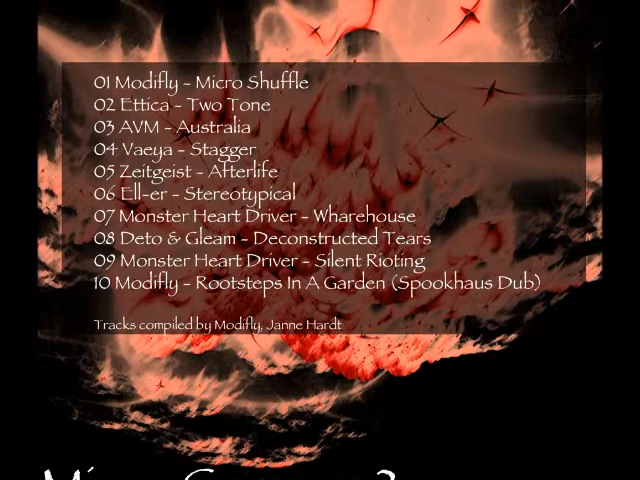 01 Modifly - Micro Shuffle
02 Ettica - Two Tone
03 AVM - Australia
04 Vaeya - Stagger
05 Zeitgeist - Afterlife
06 Ell-er - Stereotypical
07 Monster Heart Driver - Wharehouse
08 Deto & Gleam - Deconstructed Tears
09 Monster Heart Driver - Silent Rioting
10 Modifly - Rootsteps In A Garden (Spookhaus Dub)
Tracks compiled by Modifly, Janne Hardt